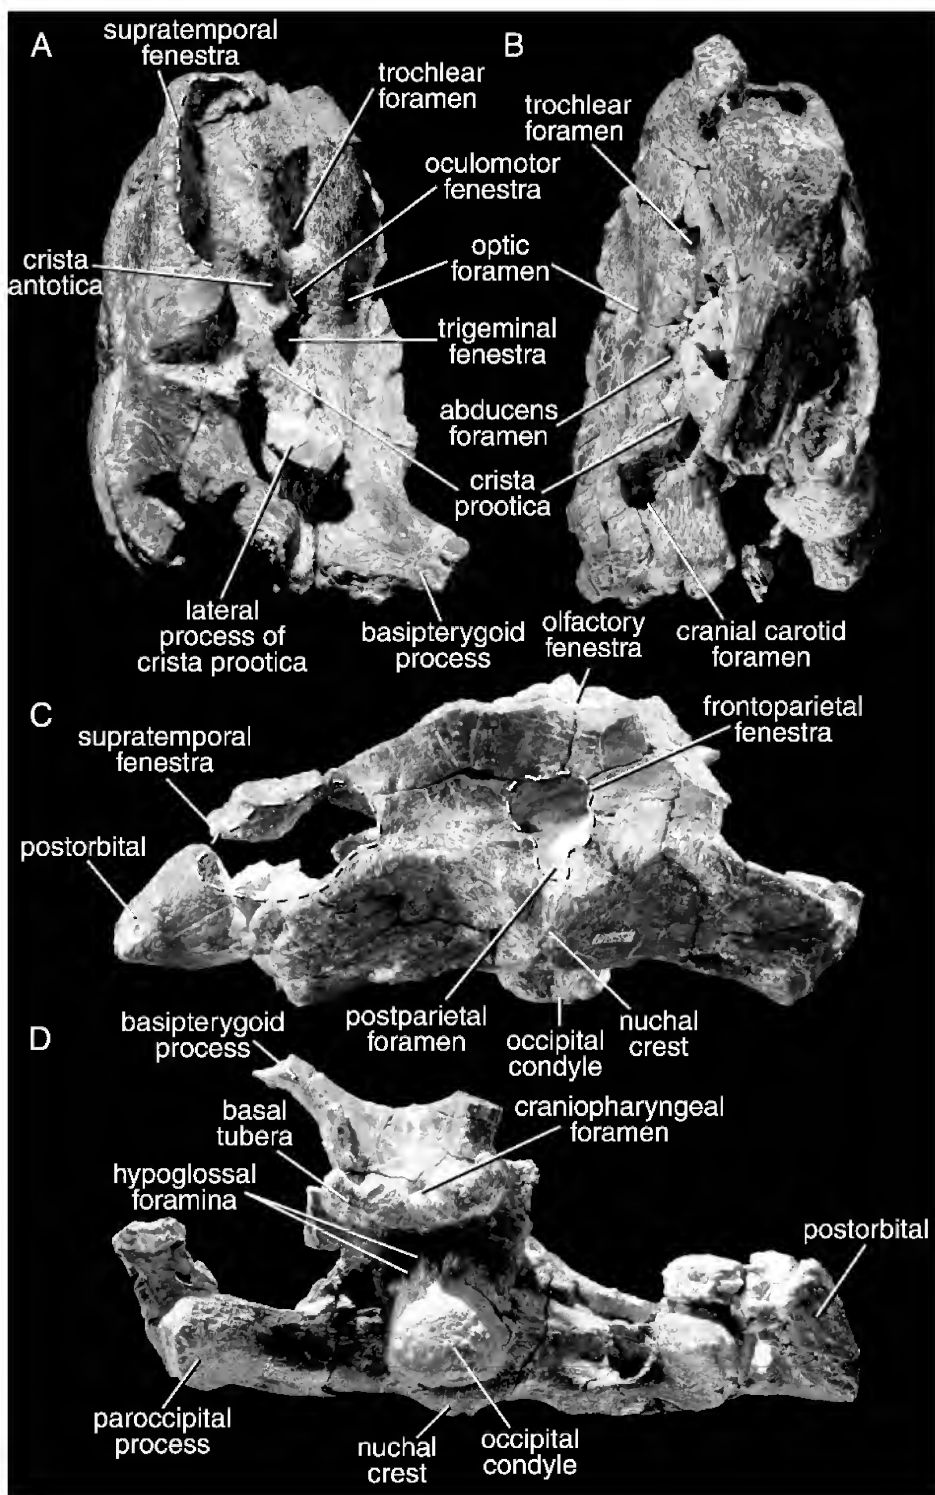 A
supratemporal
fenestra
trochlear
foramen
oculomotor
fenestra
crista
antotica
optic
foramen
trigeminal
fenestra
abducens
foramen
crista
prootica
lateral
process of
crista prootica
basipterygoid
process
B
trochlear
foramen
cranial carotid
foramen
C
olfactory
fenestra
frontoparietal
fenestra
supratemporal
fenestra
postorbital
postparietal
foramen
occipital
condyle
nuchal
crest
D
basipterygoid
process
basal
tubera
craniopharyngeal
foramen
hypoglossal
foramina
postorbital
paroccipital
process
nuchal
crest
occipital
condyle